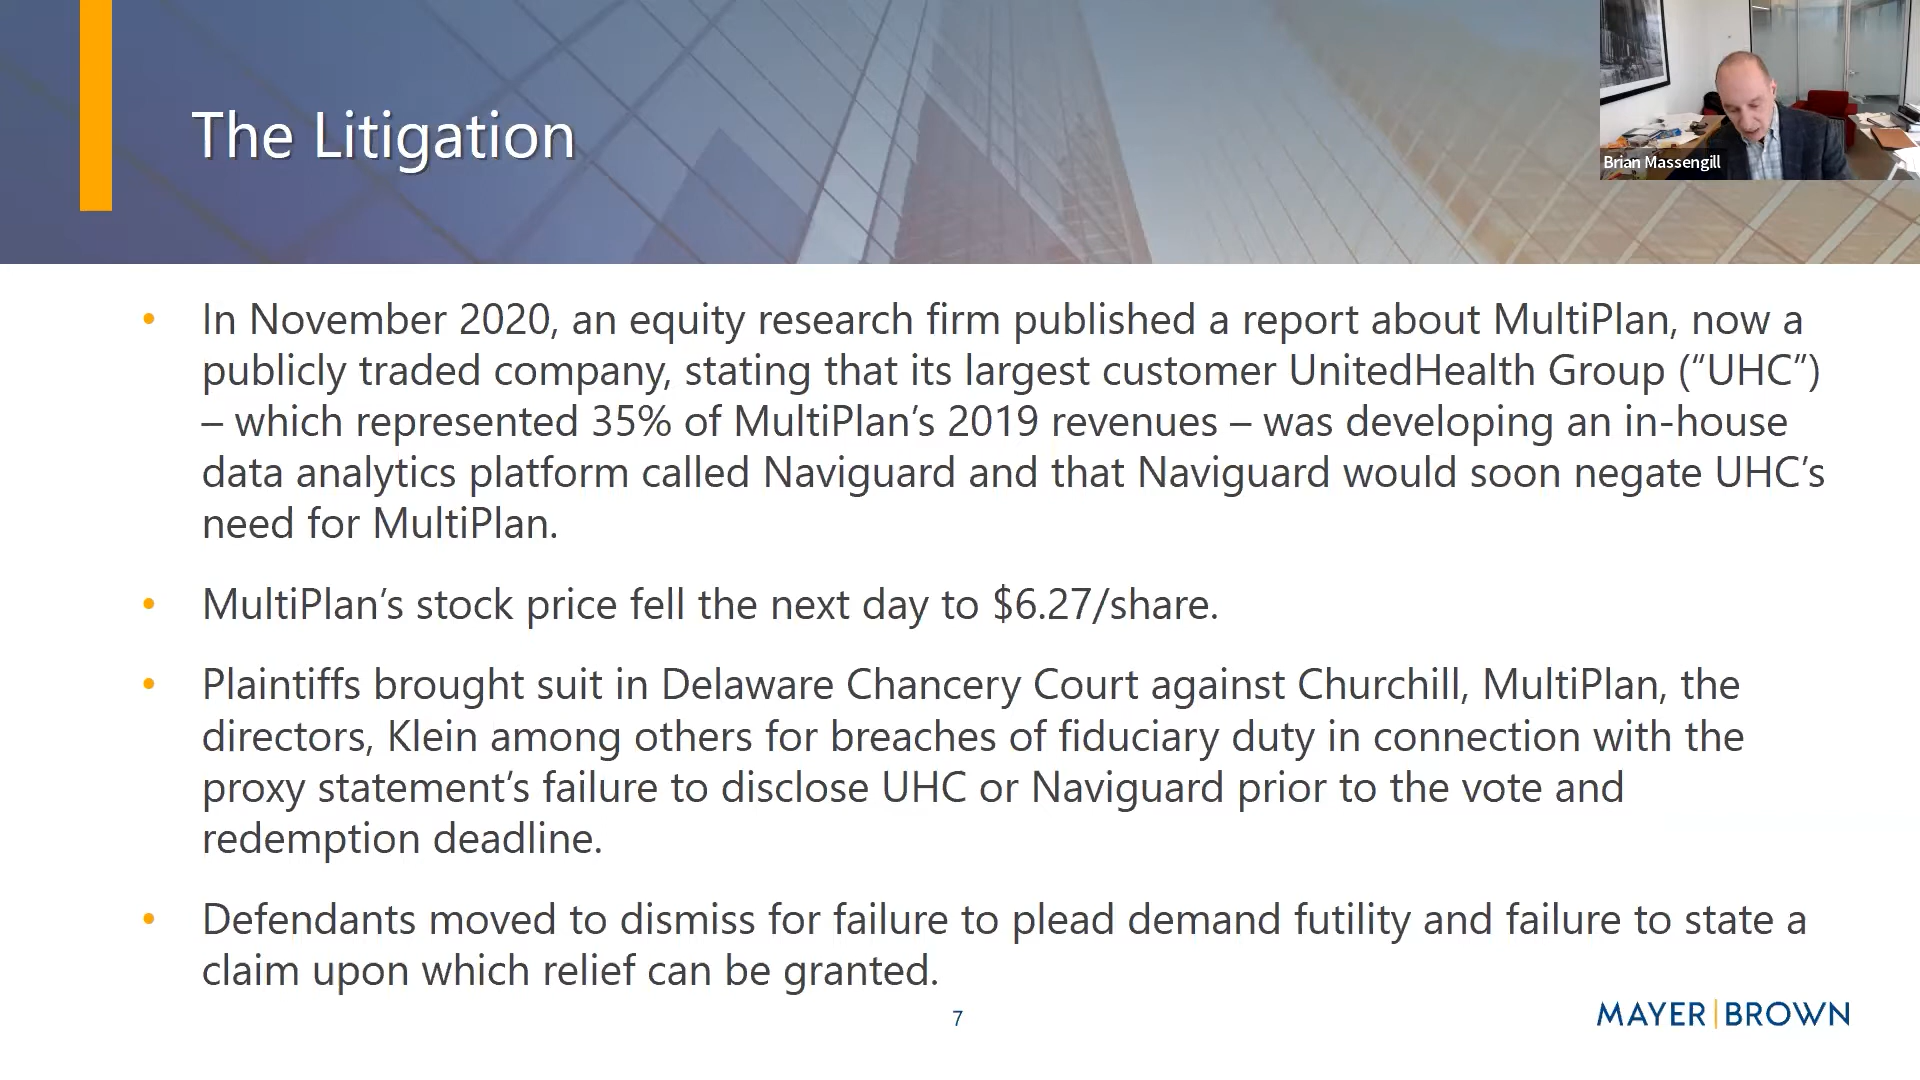 The Litigation
Brian Massengill
• In November 2020, an equity research firm published a report about MultiPlan, now a
publicly traded company, stating that its largest customer UnitedHealth Group (“UHC”)
– which represented 35% of MultiPlan’s 2019 revenues – was developing an in-house
data analytics platform called Naviguard and that Naviguard would soon negate UHC’s
need for MultiPlan.
• MultiPlan’s stock price fell the next day to $6.27/share.
• Plaintiffs brought suit in Delaware Chancery Court against Churchill, MultiPlan, the
directors, Klein among others for breaches of fiduciary duty in connection with the
proxy statement’s failure to disclose UHC or Naviguard prior to the vote and
redemption deadline.
• Defendants moved to dismiss for failure to plead demand futility and failure to state a
claim upon which relief can be granted.
7
MAYER|BROWN